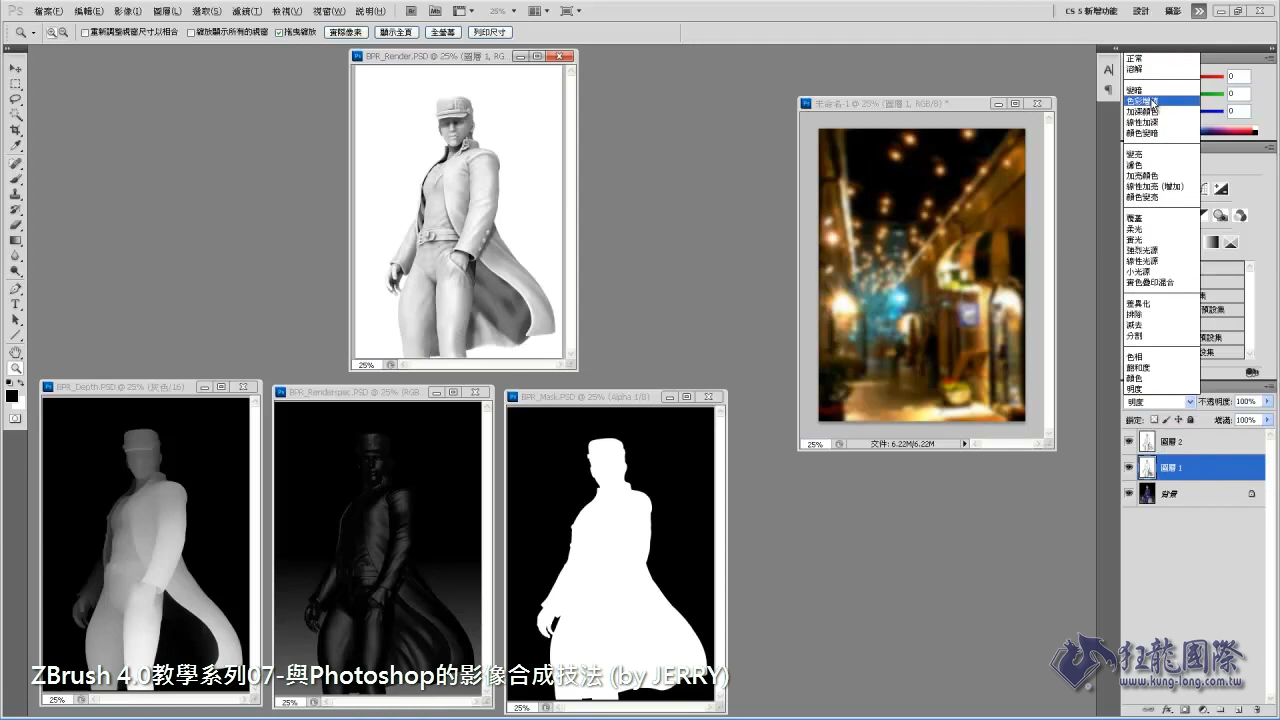 Ps 檔案(F) 編輯(E) 影像(I) 圖層(L) 選取(S) 濾鏡(T) 檢視(V) 視窗(W) 說明(H) Br Mb 25% CS 5 新增功能 設計 攝影
重新調整視窗尺寸以相合 縮放顯示所有的視窗 拖曳縮放 實際像素 顯示全頁 全螢幕 列印尺寸
BPR_Render.PSD @ 25% (圖層 1, RG
25%
未命名-1 @ 25% (圖層 1, RGB/8) *
25% 文件: 6.22M/6.22M
BPR_Depth.PSD @ 25% (灰色/16)
25%
BPR_Renderspec.PSD @ 25% (RGB
25%
BPR_Mask.PSD @ 25% (Alpha 1/8)
25%
正常
溶解
變暗
色彩增值
加深顏色
線性加深
顏色變暗
變亮
濾色
加亮顏色
線性加亮 (增加)
顏色變亮
覆蓋
柔光
實光
強烈光源
線性光源
小光源
實色疊印混合
差異化
排除
減去
分割
色相
飽和度
顏色
明度
0
0
0
預設集
明度 不透明度: 100%
鎖定: 填滿: 100%
圖層 2
圖層 1
背景
ZBrush 4.0教學系列07-與Photoshop的影像合成技法 (by JERRY)
狂龍國際
www.kung-long.com.tw